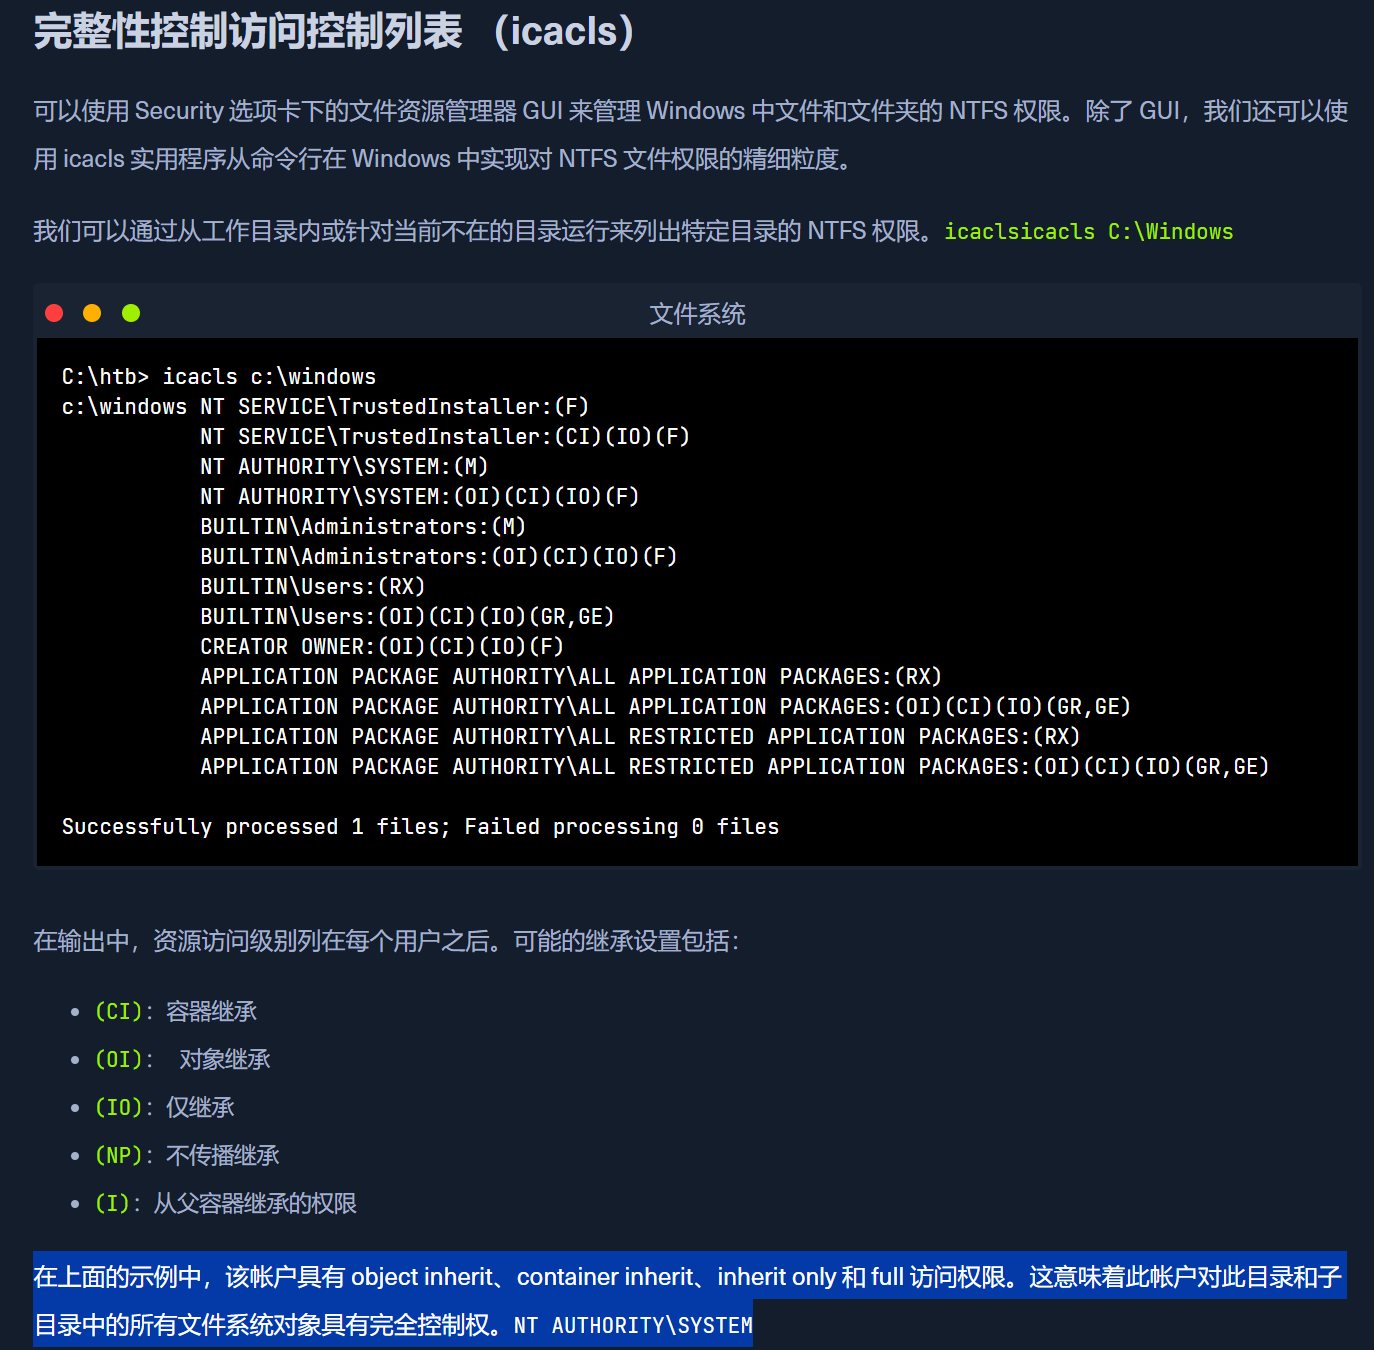 完整性控制访问控制列表 （icacls）
可以使用 Security 选项卡下的文件资源管理器 GUI 来管理 Windows 中文件和文件夹的 NTFS 权限。除了 GUI，我们还可以使
用 icacls 实用程序从命令行在 Windows 中实现对 NTFS 文件权限的精细粒度。
我们可以通过从工作目录内或针对当前不在的目录运行来列出特定目录的 NTFS 权限。icaclsicacls C:\Windows
文件系统
C:\htb> icacls c:\windows
c:\windows NT SERVICE\TrustedInstaller:(F)
NT SERVICE\TrustedInstaller:(CI)(IO)(F)
NT AUTHORITY\SYSTEM:(M)
NT AUTHORITY\SYSTEM:(OI)(CI)(IO)(F)
BUILTIN\Administrators:(M)
BUILTIN\Administrators:(OI)(CI)(IO)(F)
BUILTIN\Users:(RX)
BUILTIN\Users:(OI)(CI)(IO)(GR,GE)
CREATOR OWNER:(OI)(CI)(IO)(F)
APPLICATION PACKAGE AUTHORITY\ALL APPLICATION PACKAGES:(RX)
APPLICATION PACKAGE AUTHORITY\ALL APPLICATION PACKAGES:(OI)(CI)(IO)(GR,GE)
APPLICATION PACKAGE AUTHORITY\ALL RESTRICTED APPLICATION PACKAGES:(RX)
APPLICATION PACKAGE AUTHORITY\ALL RESTRICTED APPLICATION PACKAGES:(OI)(CI)(IO)(GR,GE)
Successfully processed 1 files; Failed processing 0 files
在输出中，资源访问级别列在每个用户之后。可能的继承设置包括：
• (CI)：容器继承
• (OI)： 对象继承
• (IO)：仅继承
• (NP)：不传播继承
• (I)：从父容器继承的权限
在上面的示例中，该帐户具有 object inherit、container inherit、inherit only 和 full 访问权限。这意味着此帐户对此目录和子
目录中的所有文件系统对象具有完全控制权。NT AUTHORITY\SYSTEM